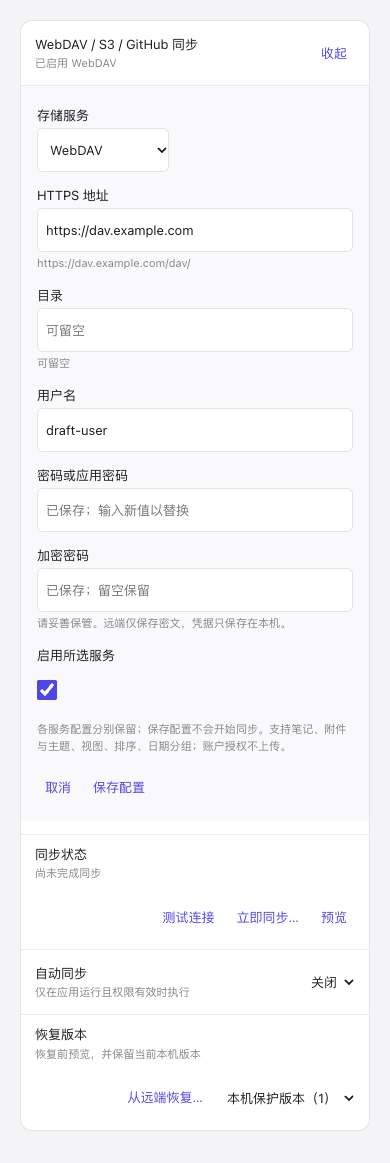 WebDAV / S3 / GitHub 同步
已启用 WebDAV
收起
存储服务
WebDAV
HTTPS 地址
https://dav.example.com
https://dav.example.com/dav/
目录
可留空
可留空
用户名
draft-user
密码或应用密码
已保存；输入新值以替换
加密密码
已保存；留空保留
请妥善保管。远端仅保存密文，凭据只保存在本机。
启用所选服务
各服务配置分别保留；保存配置不会开始同步。支持笔记、附件
与主题、视图、排序、日期分组；账户授权不上传。
取消 保存配置
同步状态
尚未完成同步
测试连接 立即同步... 预览
自动同步
仅在应用运行且权限有效时执行
关闭
恢复版本
恢复前预览，并保留当前本机版本
从远端恢复... 本机保护版本（1）